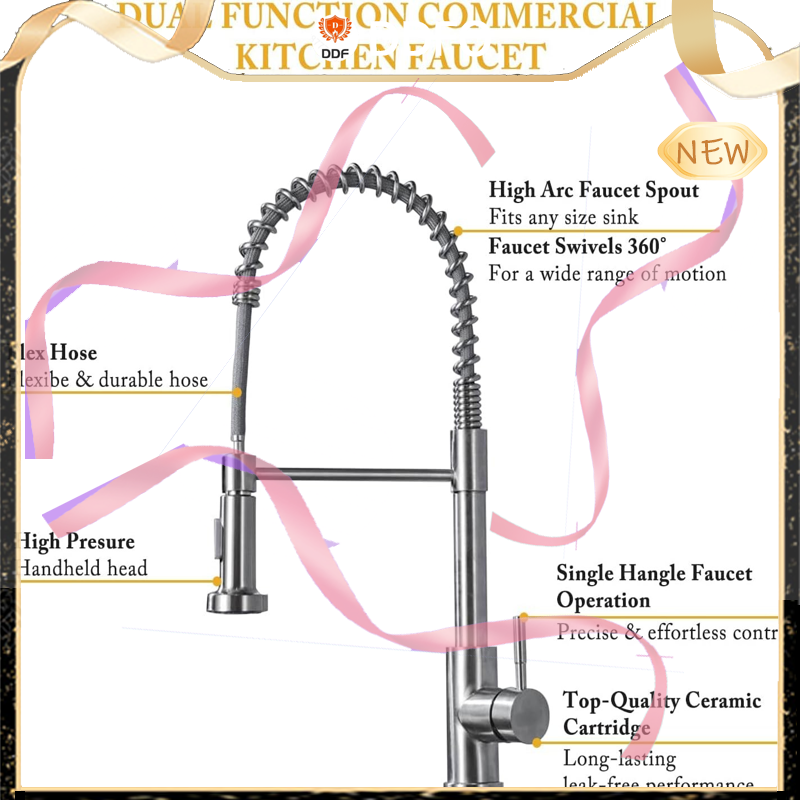 DUAL FUNCTION COMMERCIAL
KITCHEN FAUCET
DDF
NEW
High Arc Faucet Spout
Fits any size sink
Faucet Swivels 360°
For a wide range of motion
lex Hose
lexibe & durable hose
High Presure
Handheld head
Single Hangle Faucet
Operation
Precise & effortless contr
Top-Quality Ceramic
Cartridge
Long-lasting
leak-free performance